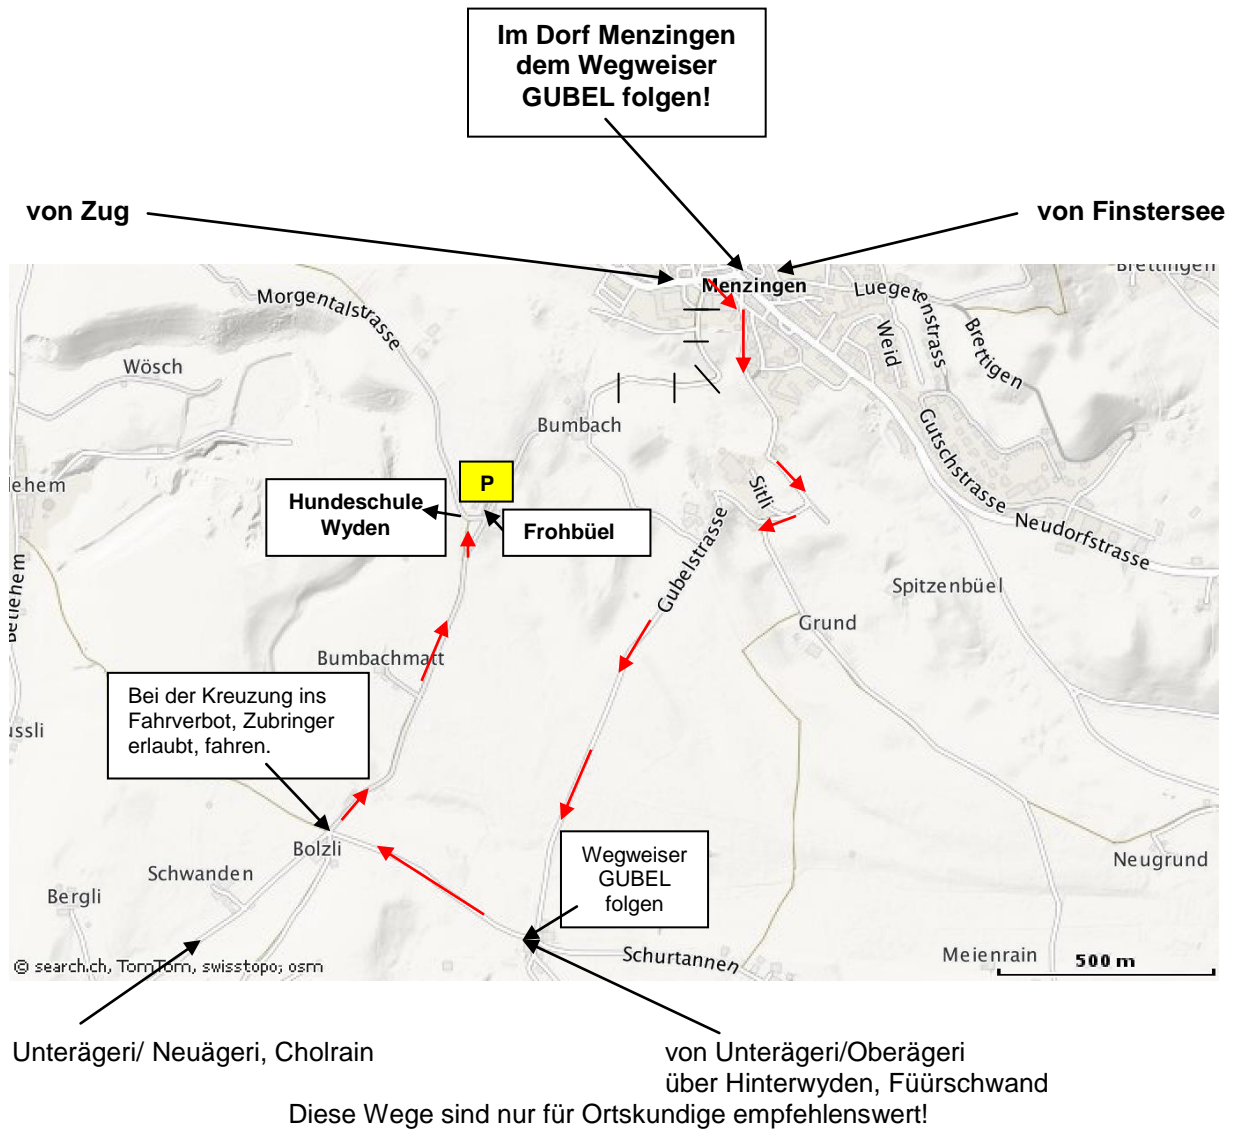 Im Dorf Menzingen
dem Wegweiser
GUBEL folgen!
von Zug
von Finstersee
Brettingen
Menzingen
Morgentalstrasse
Luegetenstrass
Wösch
Weid
Brettigen
Bumbach
Gutschstrasse
lehem
P
Sitli
Hundeschule
Wyden
Frohbüel
Neudorfstrasse
Gubelstrasse
Betlehem
Spitzenbüel
Grund
Bumbachmatt
Bei der Kreuzung ins
Fahrverbot, Zubringer
erlaubt, fahren.
ussli
Bolzli
Wegweiser
GUBEL
folgen
Neugrund
Schwanden
Bergli
Schurtannen
Meienrain
500 m
© search.ch, TomTom, swisstopo; osm
Unterägeri/ Neuägeri, Cholrain
von Unterägeri/Oberägeri
über Hinterwyden, Füürschwand
Diese Wege sind nur für Ortskundige empfehlenswert!